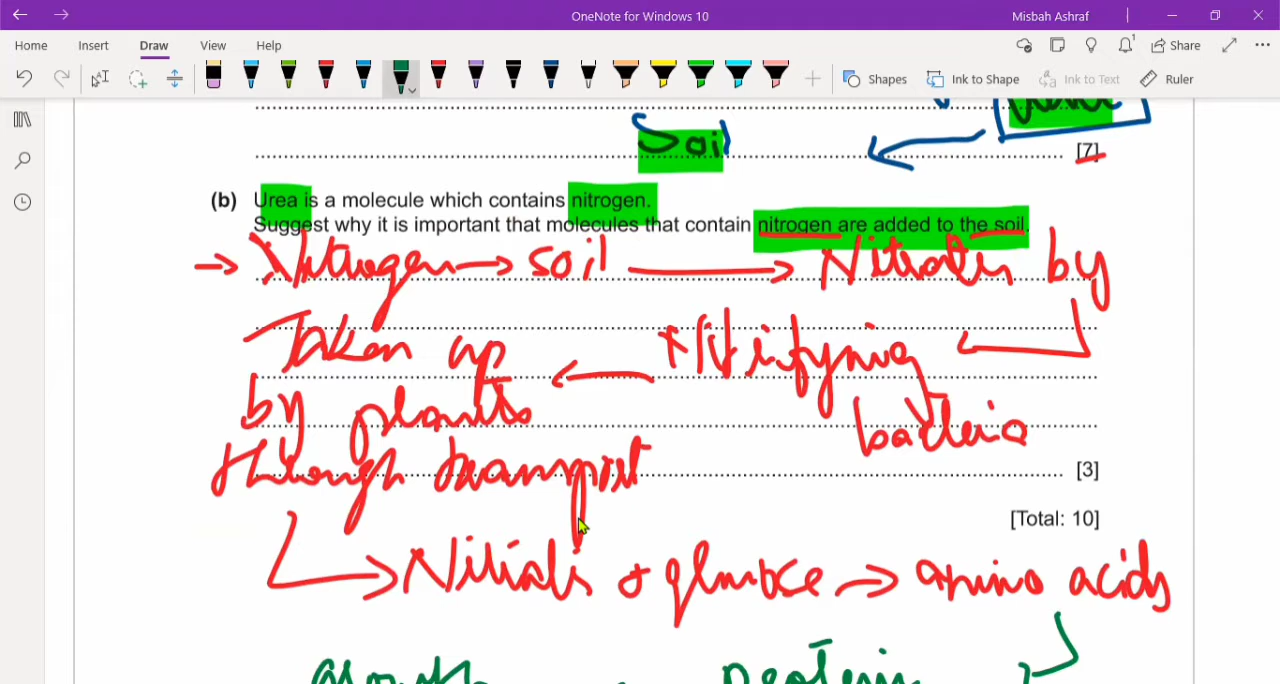 OneNote for Windows 10
Misbah Ashraf
Home Insert Draw View Help
Share
Shapes Ink to Shape Ink to Text Ruler
Soil
[7]
(b) Urea is a molecule which contains nitrogen.
Suggest why it is important that molecules that contain nitrogen are added to the soil.
→ Nitrogen → soil → Nitrates by
Taken up ← Nitrifying
by plants bacteria
through transport
[3]
[Total: 10]
→ Nitrates + glucose → amino acids
growth protein